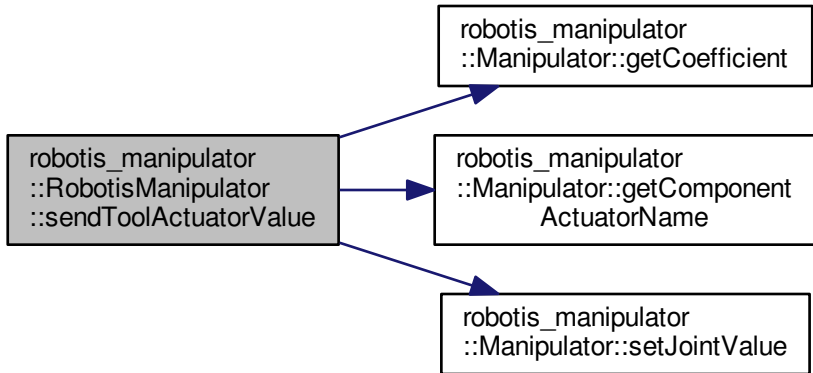 robotis_manipulator
::Manipulator::getCoefficient
robotis_manipulator
::RobotisManipulator
::sendToolActuatorValue
robotis_manipulator
::Manipulator::getComponent
ActuatorName
robotis_manipulator
::Manipulator::setJointValue